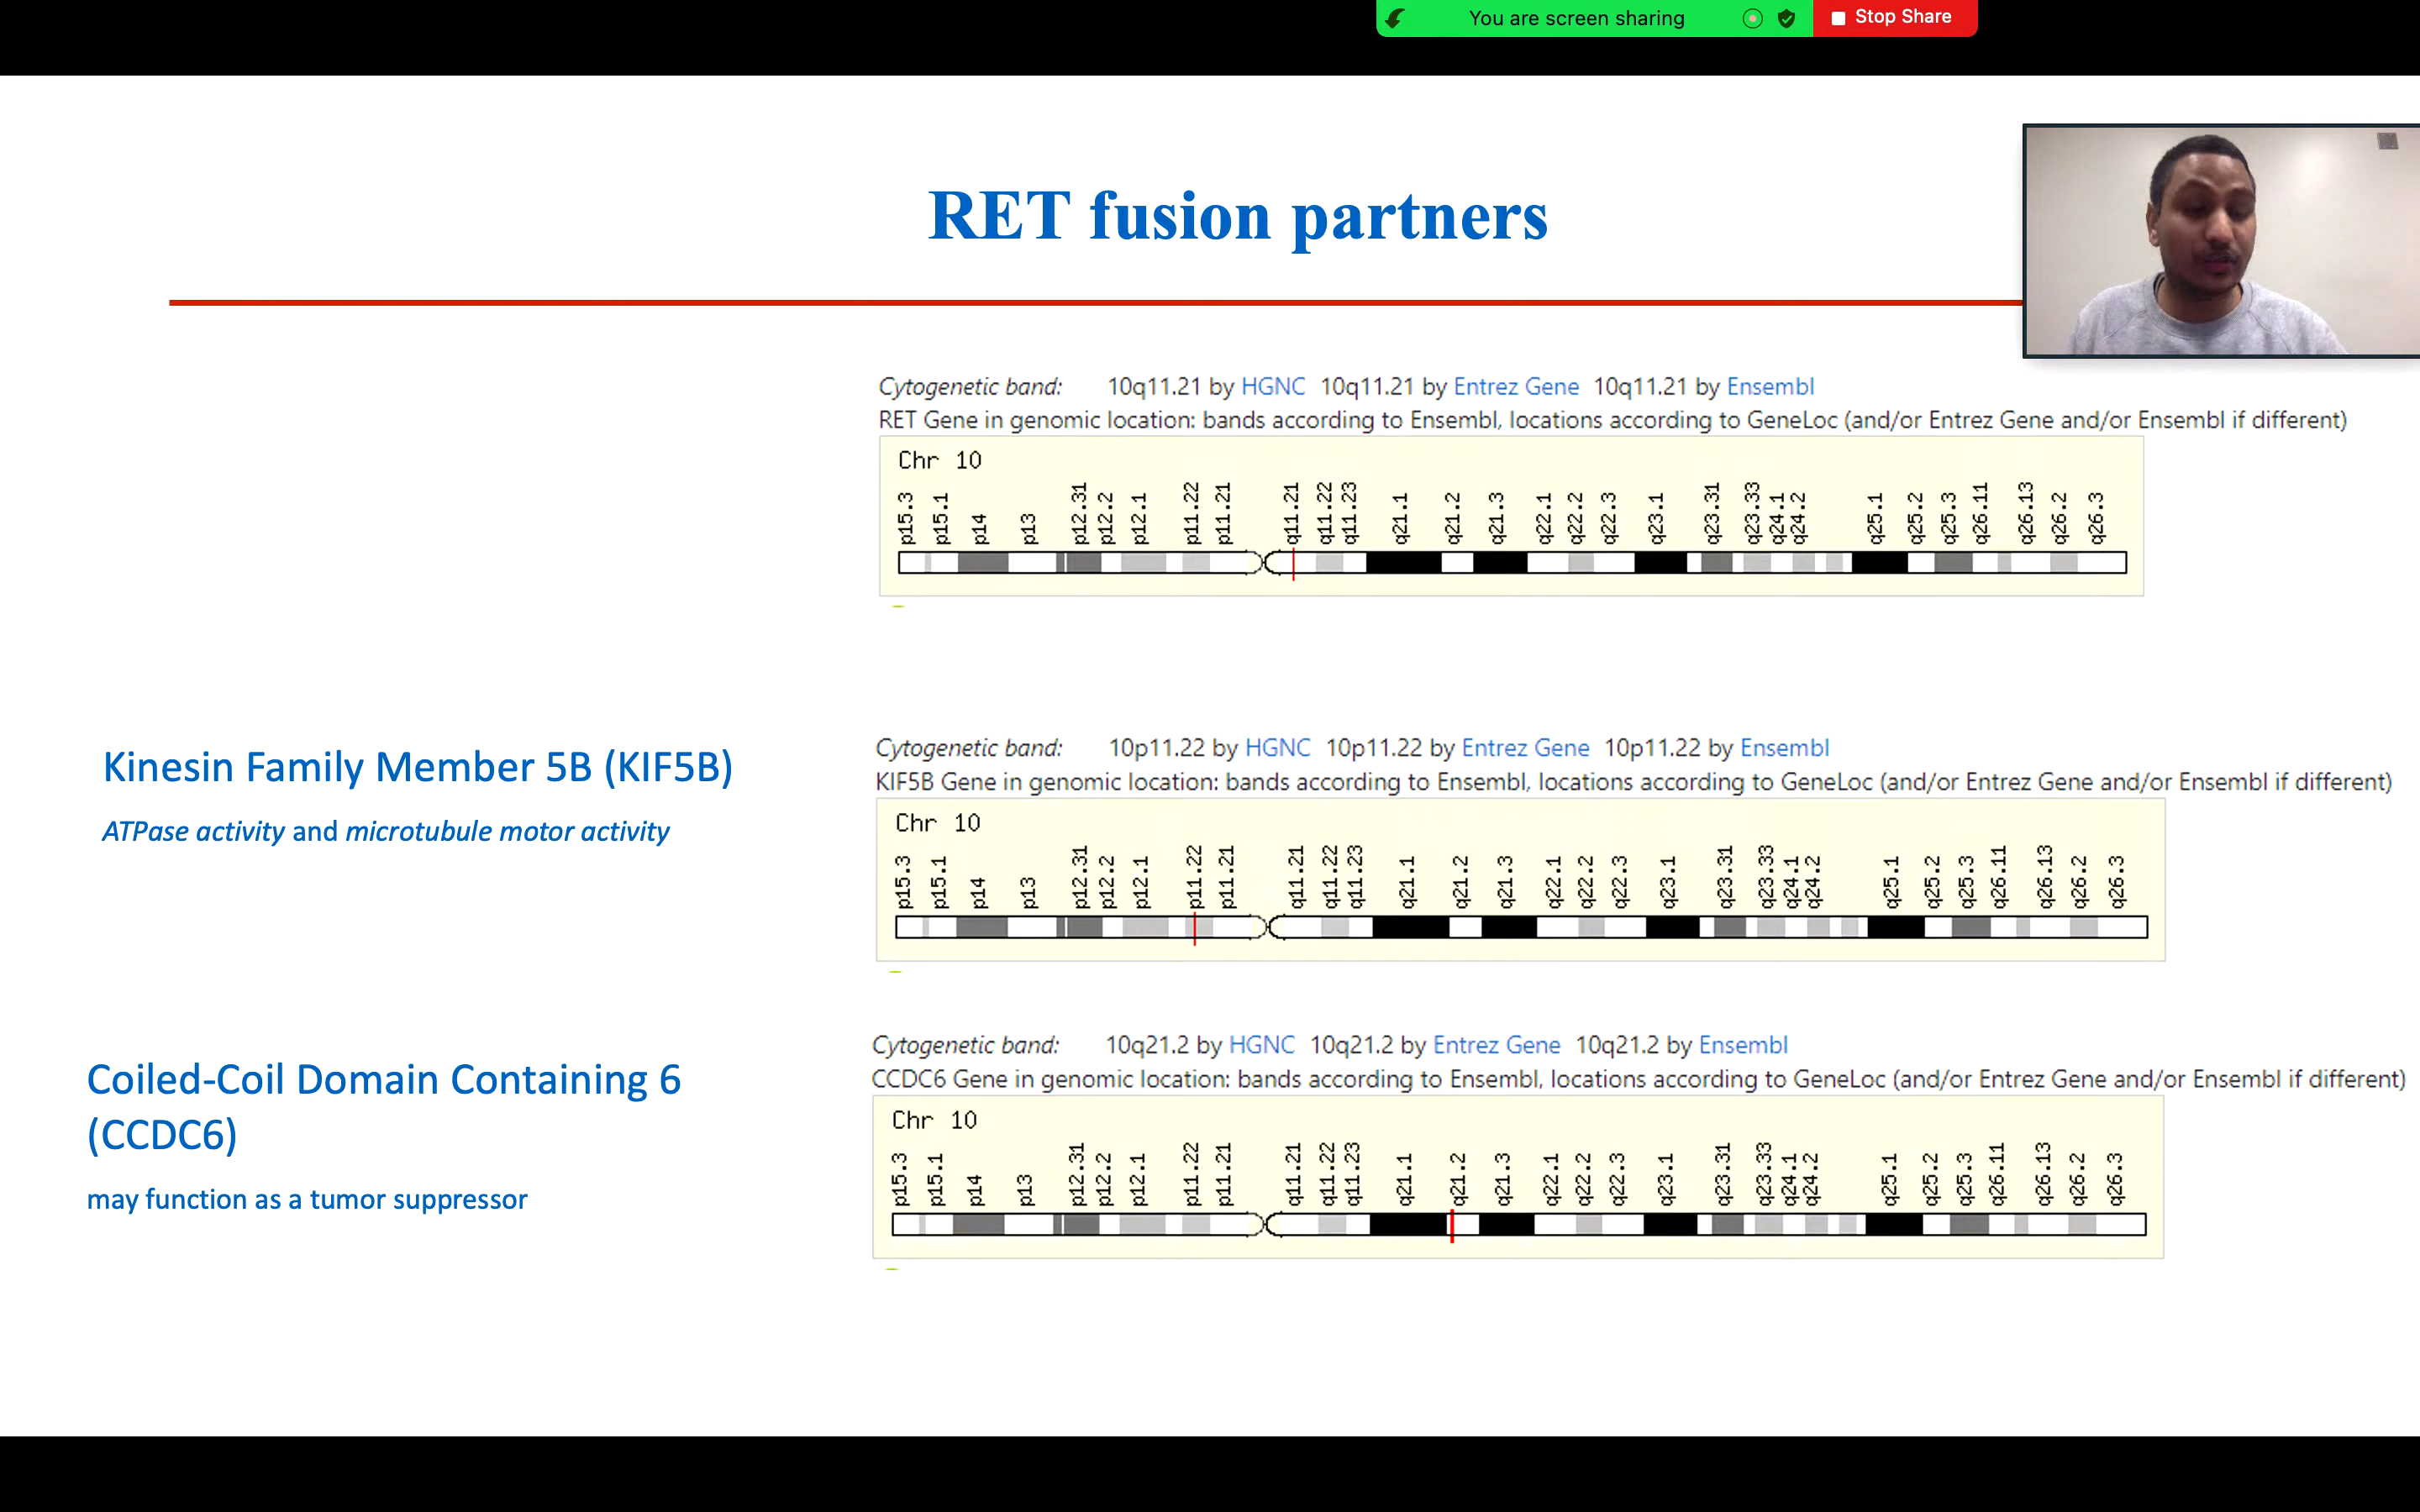 You are screen sharing
Stop Share
RET fusion partners
Cytogenetic band: 10q11.21 by HGNC 10q11.21 by Entrez Gene 10q11.21 by Ensembl
RET Gene in genomic location: bands according to Ensembl, locations according to GeneLoc (and/or Entrez Gene and/or Ensembl if different)
Chr 10
p15.3 p15.1 p14 p13 p12.31 p12.2 p12.1 p11.22 p11.21 q11.21 q11.22 q11.23 q21.1 q21.2 q21.3 q22.1 q22.2 q22.3 q23.1 q23.31 q23.33 q24.1 q24.2 q25.1 q25.2 q25.3 q26.11 q26.13 q26.2 q26.3
Kinesin Family Member 5B (KIF5B)
ATPase activity and microtubule motor activity
Cytogenetic band: 10p11.22 by HGNC 10p11.22 by Entrez Gene 10p11.22 by Ensembl
KIF5B Gene in genomic location: bands according to Ensembl, locations according to GeneLoc (and/or Entrez Gene and/or Ensembl if different)
Chr 10
p15.3 p15.1 p14 p13 p12.31 p12.2 p12.1 p11.22 p11.21 q11.21 q11.22 q11.23 q21.1 q21.2 q21.3 q22.1 q22.2 q22.3 q23.1 q23.31 q23.33 q24.1 q24.2 q25.1 q25.2 q25.3 q26.11 q26.13 q26.2 q26.3
Coiled-Coil Domain Containing 6
(CCDC6)
may function as a tumor suppressor
Cytogenetic band: 10q21.2 by HGNC 10q21.2 by Entrez Gene 10q21.2 by Ensembl
CCDC6 Gene in genomic location: bands according to Ensembl, locations according to GeneLoc (and/or Entrez Gene and/or Ensembl if different)
Chr 10
p15.3 p15.1 p14 p13 p12.31 p12.2 p12.1 p11.22 p11.21 q11.21 q11.22 q11.23 q21.1 q21.2 q21.3 q22.1 q22.2 q22.3 q23.1 q23.31 q23.33 q24.1 q24.2 q25.1 q25.2 q25.3 q26.11 q26.13 q26.2 q26.3